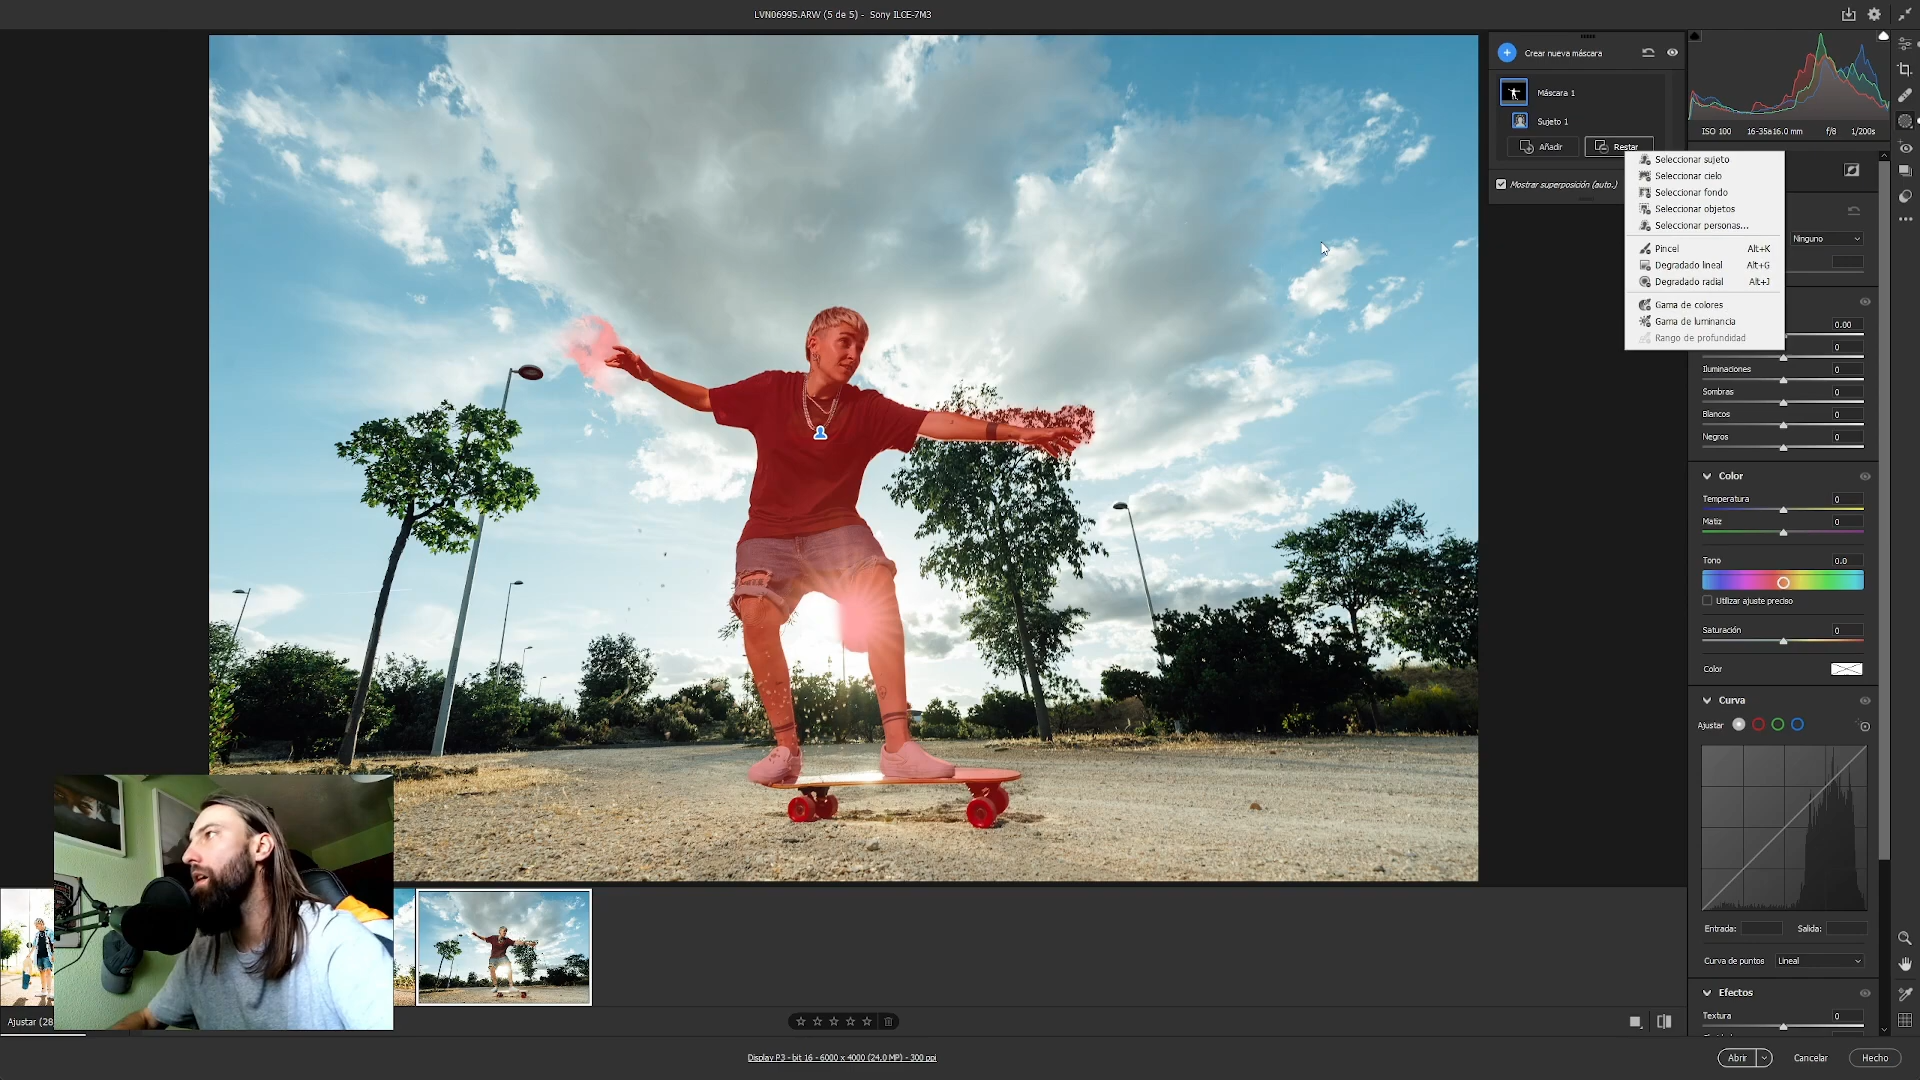 LVN06995.ARW (5 de 5) - Sony ILCE-7M3
Crear nueva máscara
Máscara 1
Sujeto 1
Añadir
Restar
Mostrar superposición (auto.)
ISO 100
16-35a16.0 mm
f/8
1/200s
Seleccionar sujeto
Seleccionar cielo
Seleccionar fondo
Seleccionar objetos
Seleccionar personas...
Pincel Alt+K
Degradado lineal Alt+G
Degradado radial Alt+J
Gama de colores
Gama de luminancia
Rango de profundidad
Ninguno
0.00
0
Iluminaciones 0
Sombras 0
Blancos 0
Negros 0
Color
Temperatura 0
Matiz 0
Tono 0.0
Utilizar ajuste preciso
Saturación 0
Color
Curva
Ajustar
Entrada:
Salida:
Curva de puntos Lineal
Efectos
Textura 0
Ajustar (28
Display P3 - bit 16 - 6000 x 4000 (24.0 MP) - 300 ppi
Abrir
Cancelar
Hecho